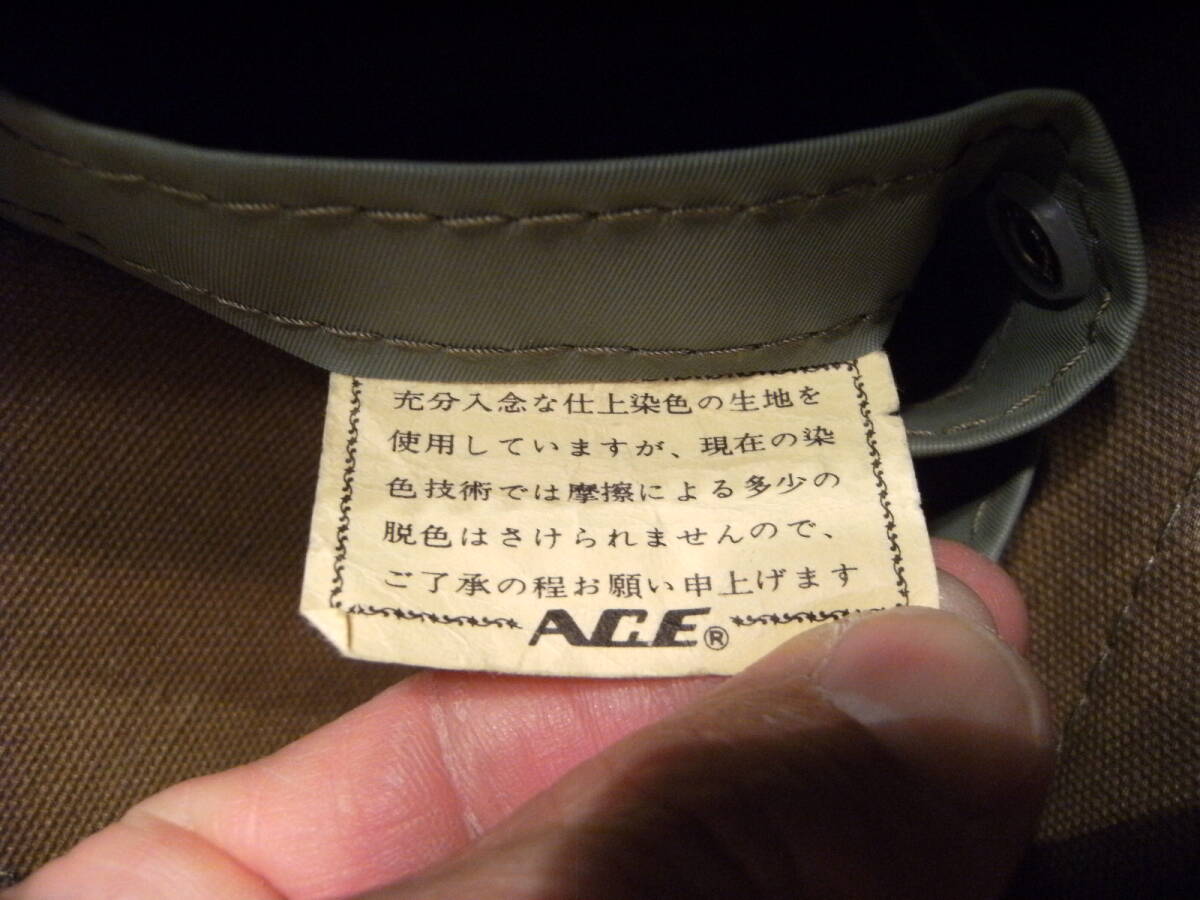 充分入念な仕上染色の生地を
使用していますが、現在の染
色技術では摩擦による多少の
脱色はさけられませんので、
ご了承の程お願い申上げます
ACE®